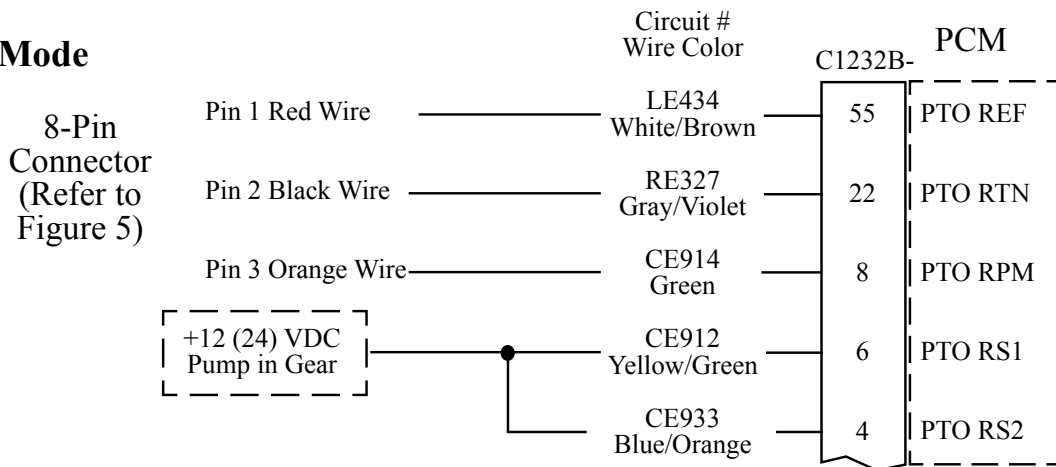 Mode
Circuit #
Wire Color
C1232B-
PCM
8-Pin
Connector
(Refer to
Figure 5)
Pin 1 Red Wire
LE434
White/Brown
55
PTO REF
Pin 2 Black Wire
RE327
Gray/Violet
22
PTO RTN
Pin 3 Orange Wire
CE914
Green
8
PTO RPM
+12 (24) VDC
Pump in Gear
CE912
Yellow/Green
6
PTO RS1
CE933
Blue/Orange
4
PTO RS2